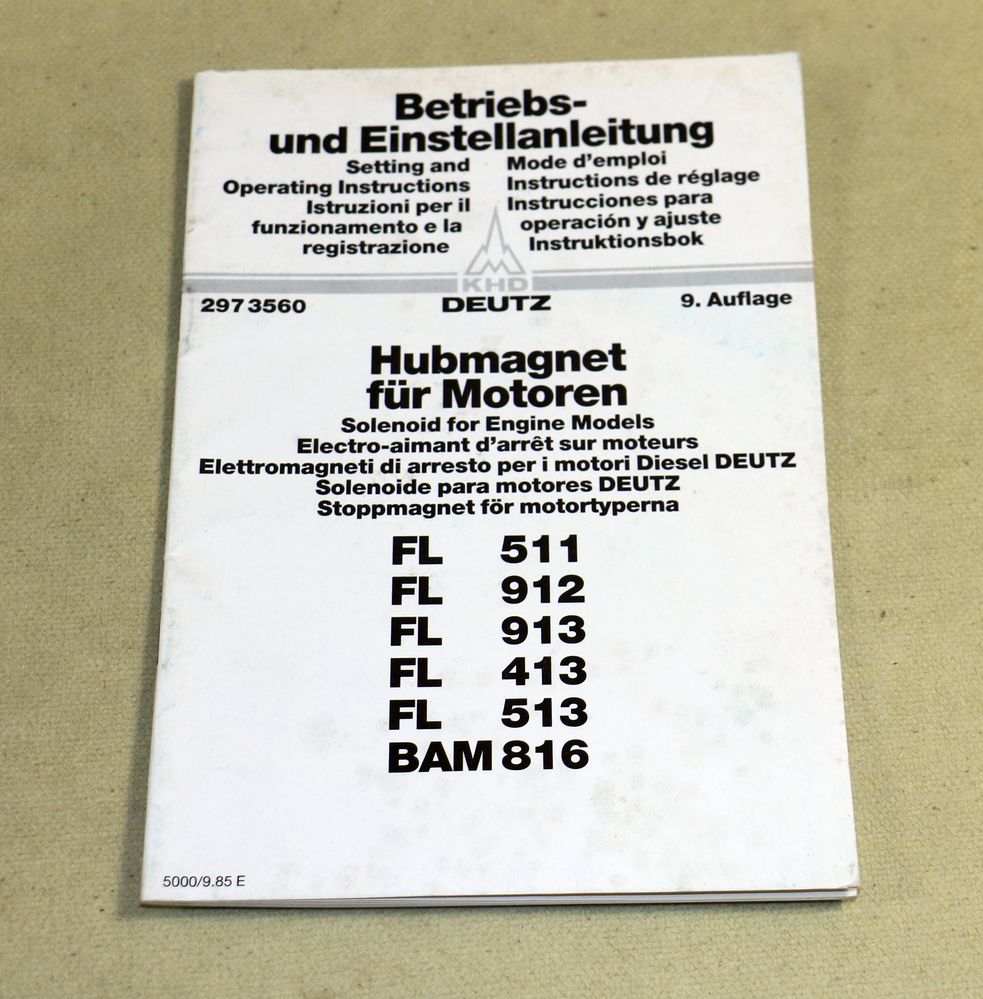 Betriebs-
und Einstellanleitung
Setting and
Operating Instructions
Istruzioni per il
funzionamento e la
registrazione
Mode d'emploi
Instructions de réglage
Instrucciones para
operación y ajuste
Instruktionsbok
KHD
297 3560
DEUTZ
9. Auflage
Hubmagnet
für Motoren
Solenoid for Engine Models
Electro-aimant d'arrêt sur moteurs
Elettromagneti di arresto per i motori Diesel DEUTZ
Solenoide para motores DEUTZ
Stoppmagnet för motortyperna
FL 511
FL 912
FL 913
FL 413
FL 513
BAM 816
5000/9.85 E